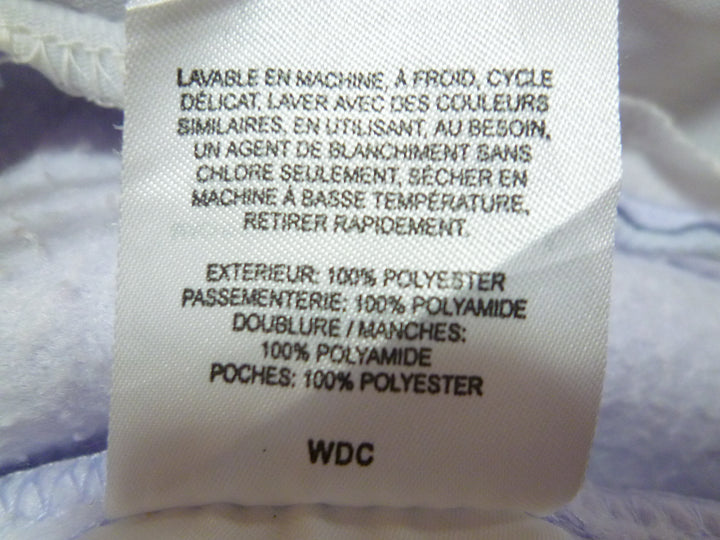 LAVABLE EN MACHINE, À FROID, CYCLE
DÉLICAT, LAVER AVEC DES COULEURS
SIMILAIRES, EN UTILISANT, AU BESOIN,
UN AGENT DE BLANCHIMENT SANS
CHLORE SEULEMENT, SÉCHER EN
MACHINE À BASSE TEMPÉRATURE,
RETIRER RAPIDEMENT.
EXTERIEUR: 100% POLYESTER
PASSEMENTERIE: 100% POLYAMIDE
DOUBLURE / MANCHES:
100% POLYAMIDE
POCHES: 100% POLYESTER
WDC